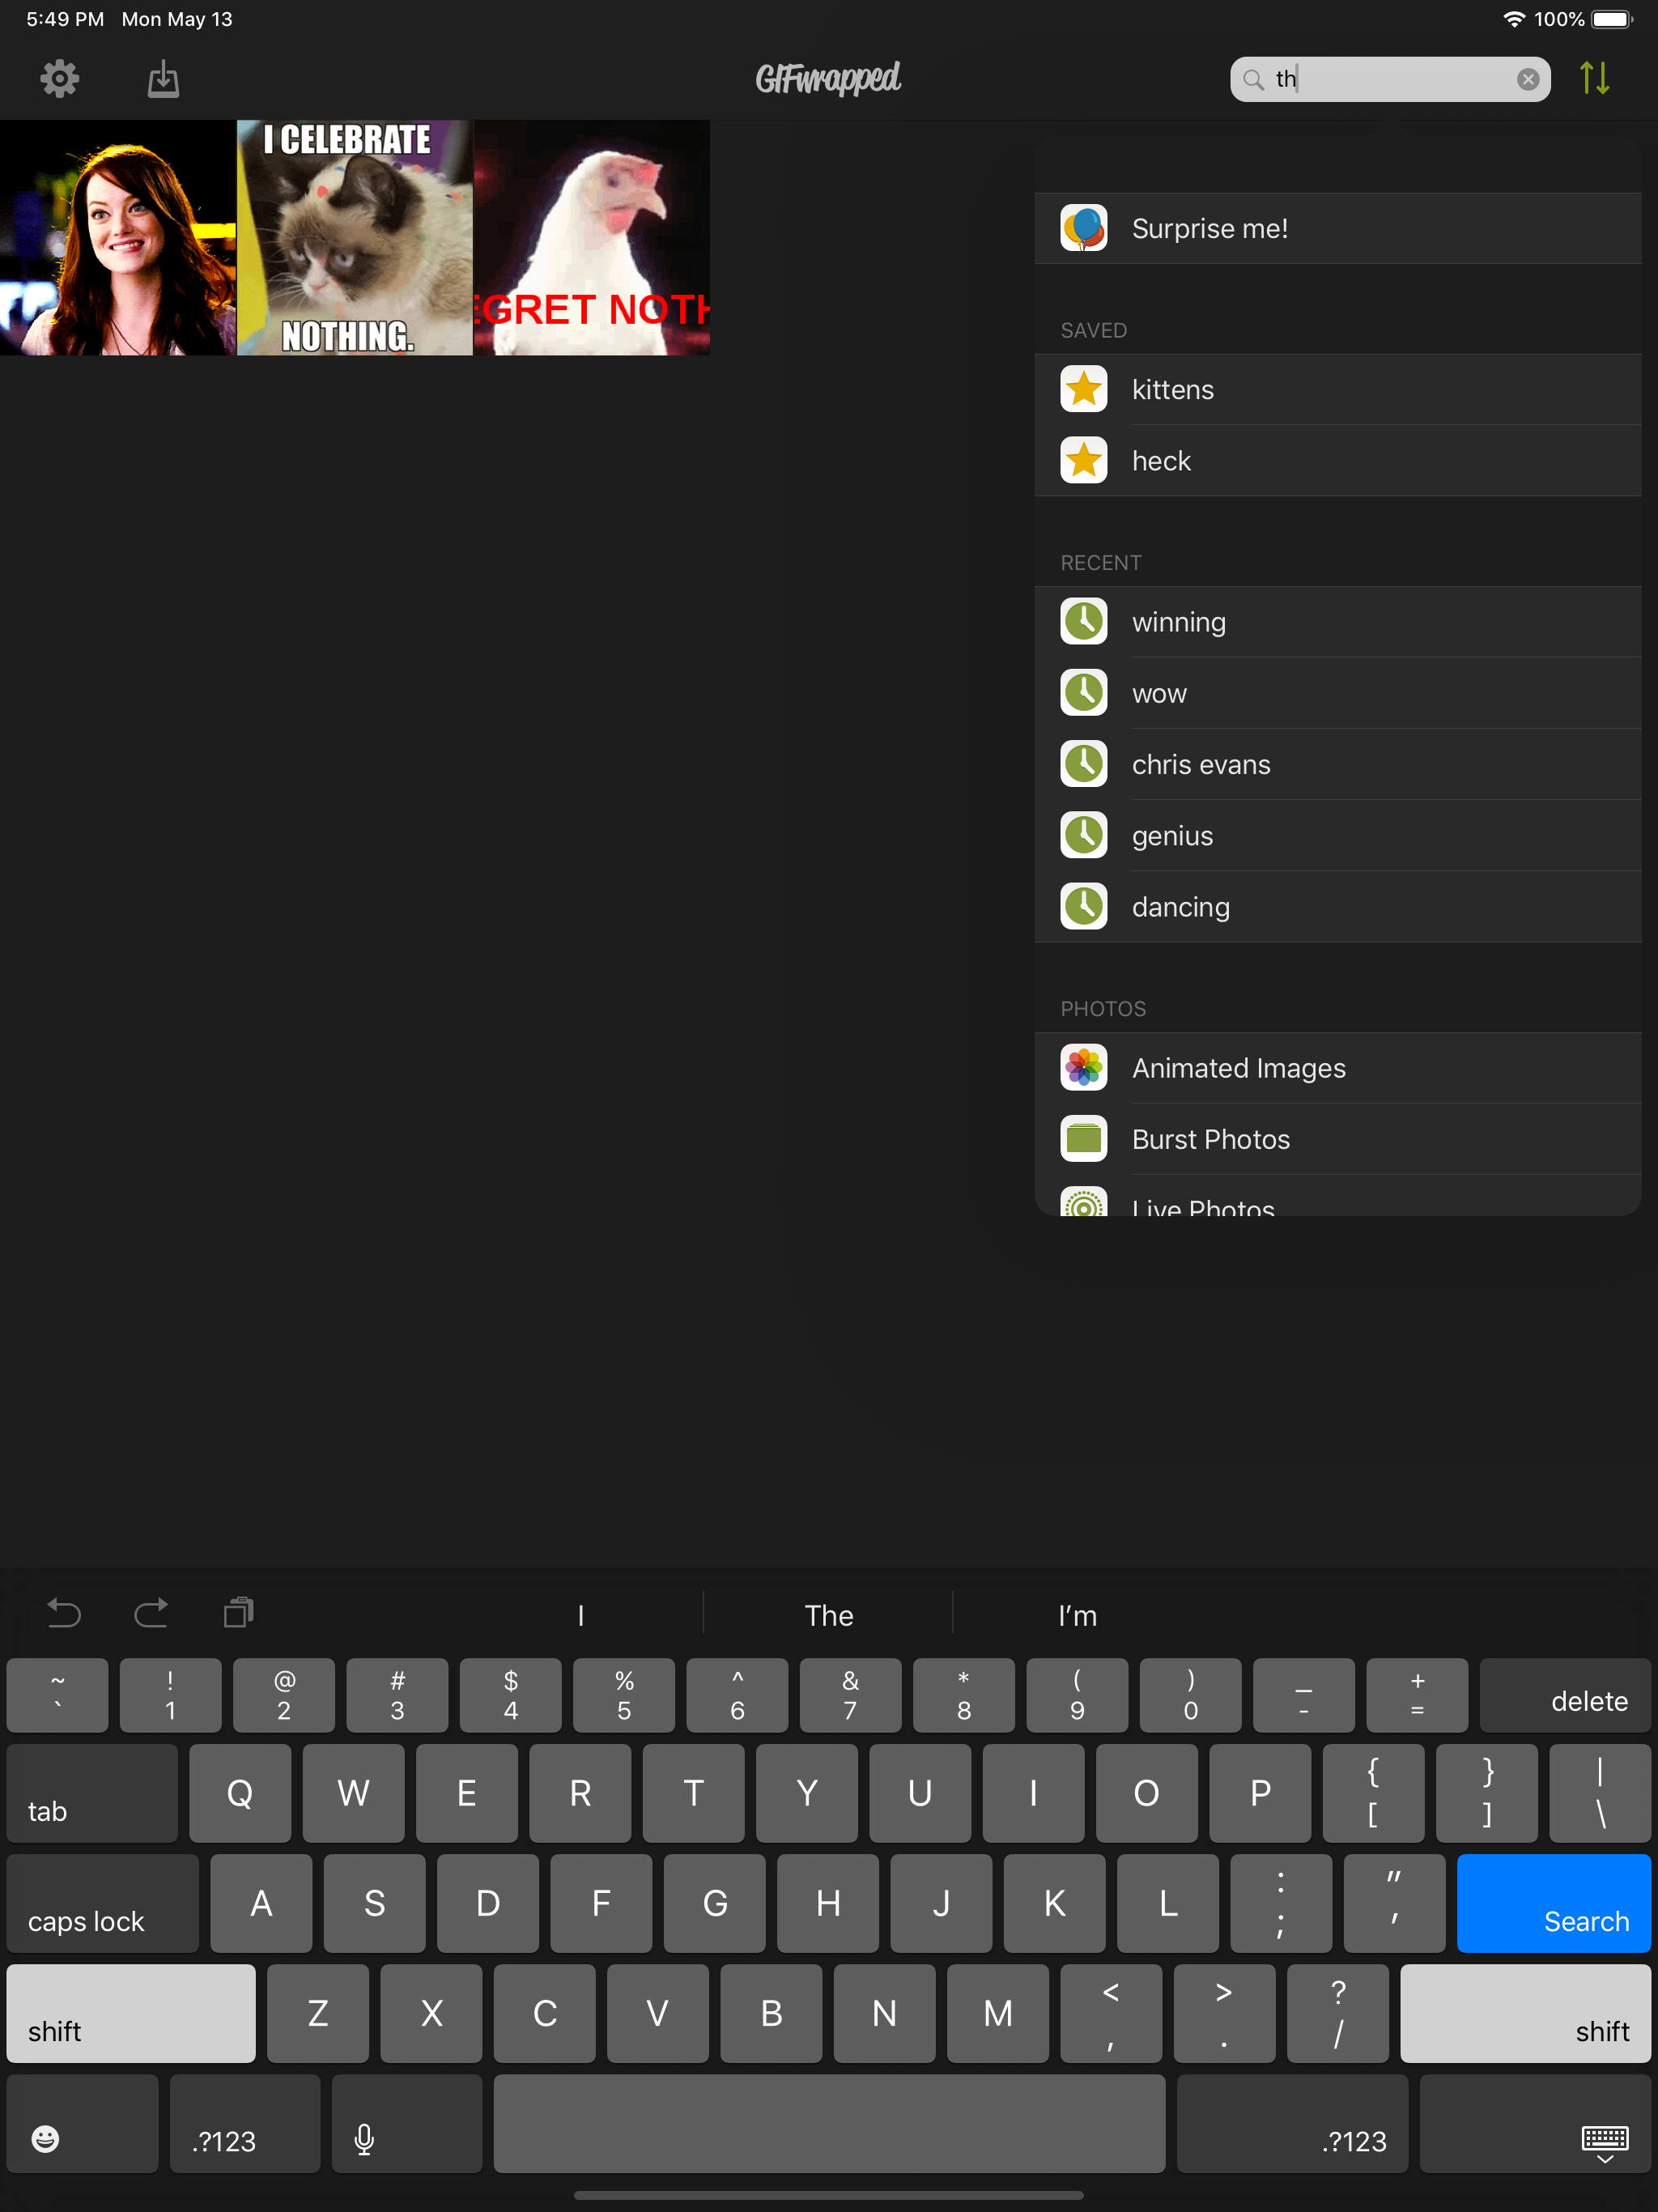 5:49 PM Mon May 13
100%
GIFwrapped
th
I CELEBRATE
NOTHING.
EGRET NOTH
Surprise me!
SAVED
kittens
heck
RECENT
winning
wow
chris evans
genius
dancing
PHOTOS
Animated Images
Burst Photos
Live Photos
I The I'm
~ ! @ # $ % ^ & * ( ) _ +
` 1 2 3 4 5 6 7 8 9 0 - = delete
tab Q W E R T Y U I O P { [ } ] | \
caps lock A S D F G H J K L : ; " ' Search
shift Z X C V B N M < , > . ? / shift
.?123 .?123